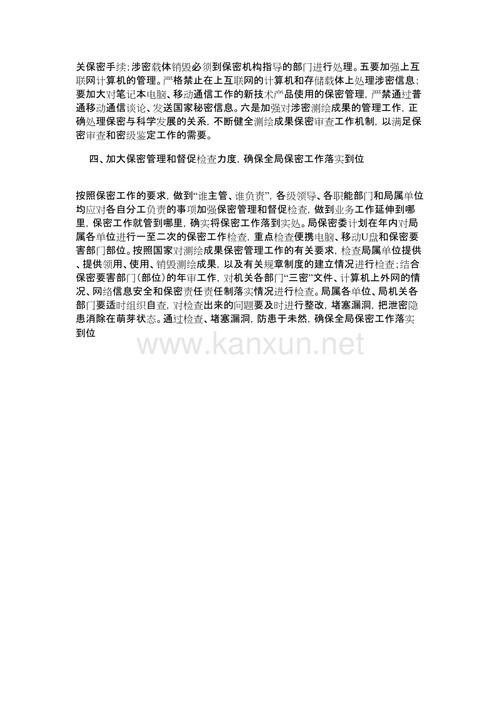 关保密手续;涉密载体销毁必须到保密机构指导的部门进行处理。五要加强上互
联网计算机的管理。严格禁止在上互联网的计算机和存储载体上处理涉密信息;
要加大对笔记本电脑、移动通信工作的新技术产品使用的保密管理,严禁通过普
通移动通信谈论、发送国家秘密信息。六是加强对涉密测绘成果的管理工作,正
确处理保密与科学发展的关系,不断健全测绘成果保密审查工作机制,以满足保
密审查和密级鉴定工作的需要。
四、加大保密管理和督促检查力度,确保全局保密工作落实到位
按照保密工作的要求,做到“谁主管、谁负责”,各级领导、各职能部门和局属单位
均应对各自分工负责的事项加强保密管理和督促检查,做到业务工作延伸到哪
里,保密工作就管到哪里,确实将保密工作落到实处。局保密委计划在年内对局
属各单位进行一至二次的保密工作检查,重点检查便携电脑、移动U盘和保密要
害部门部位。按照国家对测绘成果保密管理工作的有关要求,检查局属单位提供
、提供领用、使用、销毁测绘成果,以及有关规章制度的建立情况进行检查;结合
保密要害部门(部位)的年审工作,对机关各部门“三密”文件、计算机上外网的情
况、网络信息安全和保密责任责任制落实情况进行检查。局属各单位、局机关各
部门要适时组织自查,对检查出来的问题要及时进行整改,堵塞漏洞,把泄密隐
患消除在萌芽状态。通过检查、堵塞漏洞,防患于未然,确保全局保密工作落实
到位
www.kanxun.net